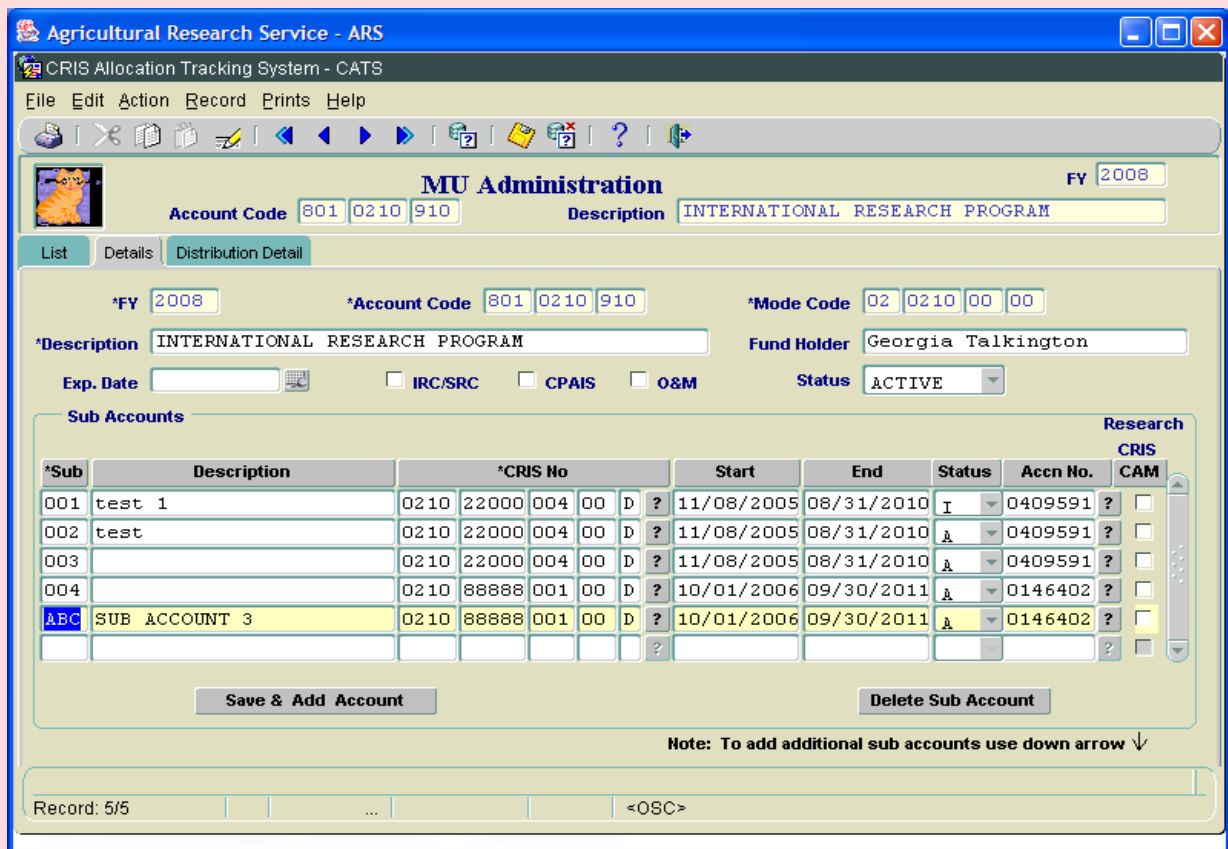 Agricultural Research Service - ARS
CRIS Allocation Tracking System - CATS
File Edit Action Record Prints Help
MU Administration
FY 2008
Account Code 801 0210 910 Description INTERNATIONAL RESEARCH PROGRAM
List Details Distribution Detail
*FY 2008 *Account Code 801 0210 910 *Mode Code 02 0210 00 00
*Description INTERNATIONAL RESEARCH PROGRAM Fund Holder Georgia Talkington
Exp. Date IRC/SRC CPAIS O&M Status ACTIVE
Sub Accounts
Research
CRIS
*Sub Description *CRIS No Start End Status Accn No. CAM
001 test 1 0210 22000 004 00 D ? 11/08/2005 08/31/2010 I 0409591 ?
002 test 0210 22000 004 00 D ? 11/08/2005 08/31/2010 A 0409591 ?
003 0210 22000 004 00 D ? 11/08/2005 08/31/2010 A 0409591 ?
004 0210 88888 001 00 D ? 10/01/2006 09/30/2011 A 0146402 ?
ABC SUB ACCOUNT 3 0210 88888 001 00 D ? 10/01/2006 09/30/2011 A 0146402 ?
? ?
Save & Add Account Delete Sub Account
Note: To add additional sub accounts use down arrow ↓
Record: 5/5 ... <OSC>